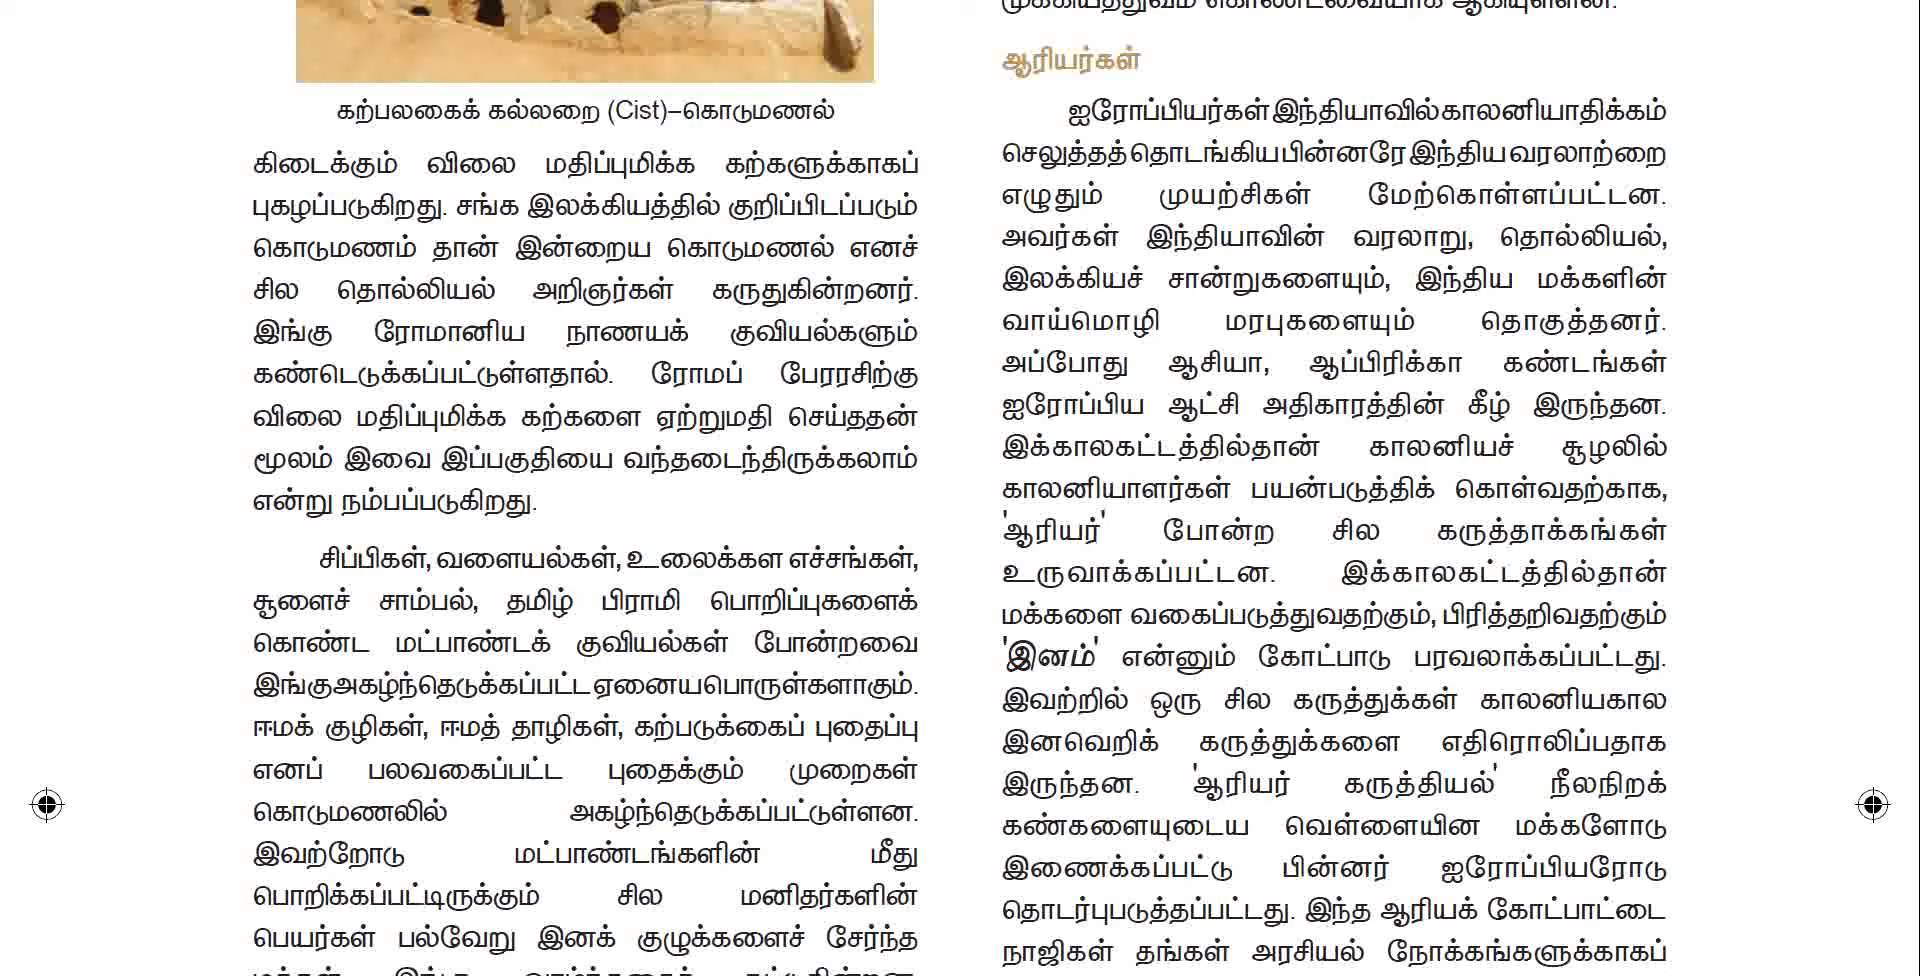 கற்பலகைக் கல்லறை (Cist)–கொடுமணல்
கிடைக்கும் விலை மதிப்புமிக்க கற்களுக்காகப்
புகழப்படுகிறது. சங்க இலக்கியத்தில் குறிப்பிடப்படும்
கொடுமணம் தான் இன்றைய கொடுமணல் எனச்
சில தொல்லியல் அறிஞர்கள் கருதுகின்றனர்.
இங்கு ரோமானிய நாணயக் குவியல்களும்
கண்டெடுக்கப்பட்டுள்ளதால். ரோமப் பேரரசிற்கு
விலை மதிப்புமிக்க கற்களை ஏற்றுமதி செய்ததன்
மூலம் இவை இப்பகுதியை வந்தடைந்திருக்கலாம்
என்று நம்பப்படுகிறது.
சிப்பிகள், வளையல்கள், உலைக்கள எச்சங்கள்,
சூளைச் சாம்பல், தமிழ் பிராமி பொறிப்புகளைக்
கொண்ட மட்பாண்டக் குவியல்கள் போன்றவை
இங்கு அகழ்ந்தெடுக்கப்பட்ட ஏனைய பொருள்களாகும்.
ஈமக் குழிகள், ஈமத் தாழிகள், கற்படுக்கைப் புதைப்பு
எனப் பலவகைப்பட்ட புதைக்கும் முறைகள்
கொடுமணலில் அகழ்ந்தெடுக்கப்பட்டுள்ளன.
இவற்றோடு மட்பாண்டங்களின் மீது
பொறிக்கப்பட்டிருக்கும் சில மனிதர்களின்
பெயர்கள் பல்வேறு இனக் குழுக்களைச் சேர்ந்த
முக்கியத்துவம் கொண்டவையாக ஆகியுள்ளன.
ஆரியர்கள்
ஐரோப்பியர்கள் இந்தியாவில் காலனியாதிக்கம்
செலுத்தத் தொடங்கிய பின்னரே இந்திய வரலாற்றை
எழுதும் முயற்சிகள் மேற்கொள்ளப்பட்டன.
அவர்கள் இந்தியாவின் வரலாறு, தொல்லியல்,
இலக்கியச் சான்றுகளையும், இந்திய மக்களின்
வாய்மொழி மரபுகளையும் தொகுத்தனர்.
அப்போது ஆசியா, ஆப்பிரிக்கா கண்டங்கள்
ஐரோப்பிய ஆட்சி அதிகாரத்தின் கீழ் இருந்தன.
இக்காலகட்டத்தில்தான் காலனியச் சூழலில்
காலனியாளர்கள் பயன்படுத்திக் கொள்வதற்காக,
'ஆரியர்' போன்ற சில கருத்தாக்கங்கள்
உருவாக்கப்பட்டன. இக்காலகட்டத்தில்தான்
மக்களை வகைப்படுத்துவதற்கும், பிரித்தறிவதற்கும்
'இனம்' என்னும் கோட்பாடு பரவலாக்கப்பட்டது.
இவற்றில் ஒரு சில கருத்துக்கள் காலனியகால
இனவெறிக் கருத்துக்களை எதிரொலிப்பதாக
இருந்தன. 'ஆரியர் கருத்தியல்' நீலநிறக்
கண்களையுடைய வெள்ளையின மக்களோடு
இணைக்கப்பட்டு பின்னர் ஐரோப்பியரோடு
தொடர்புபடுத்தப்பட்டது. இந்த ஆரியக் கோட்பாட்டை
நாஜிகள் தங்கள் அரசியல் நோக்கங்களுக்காகப்